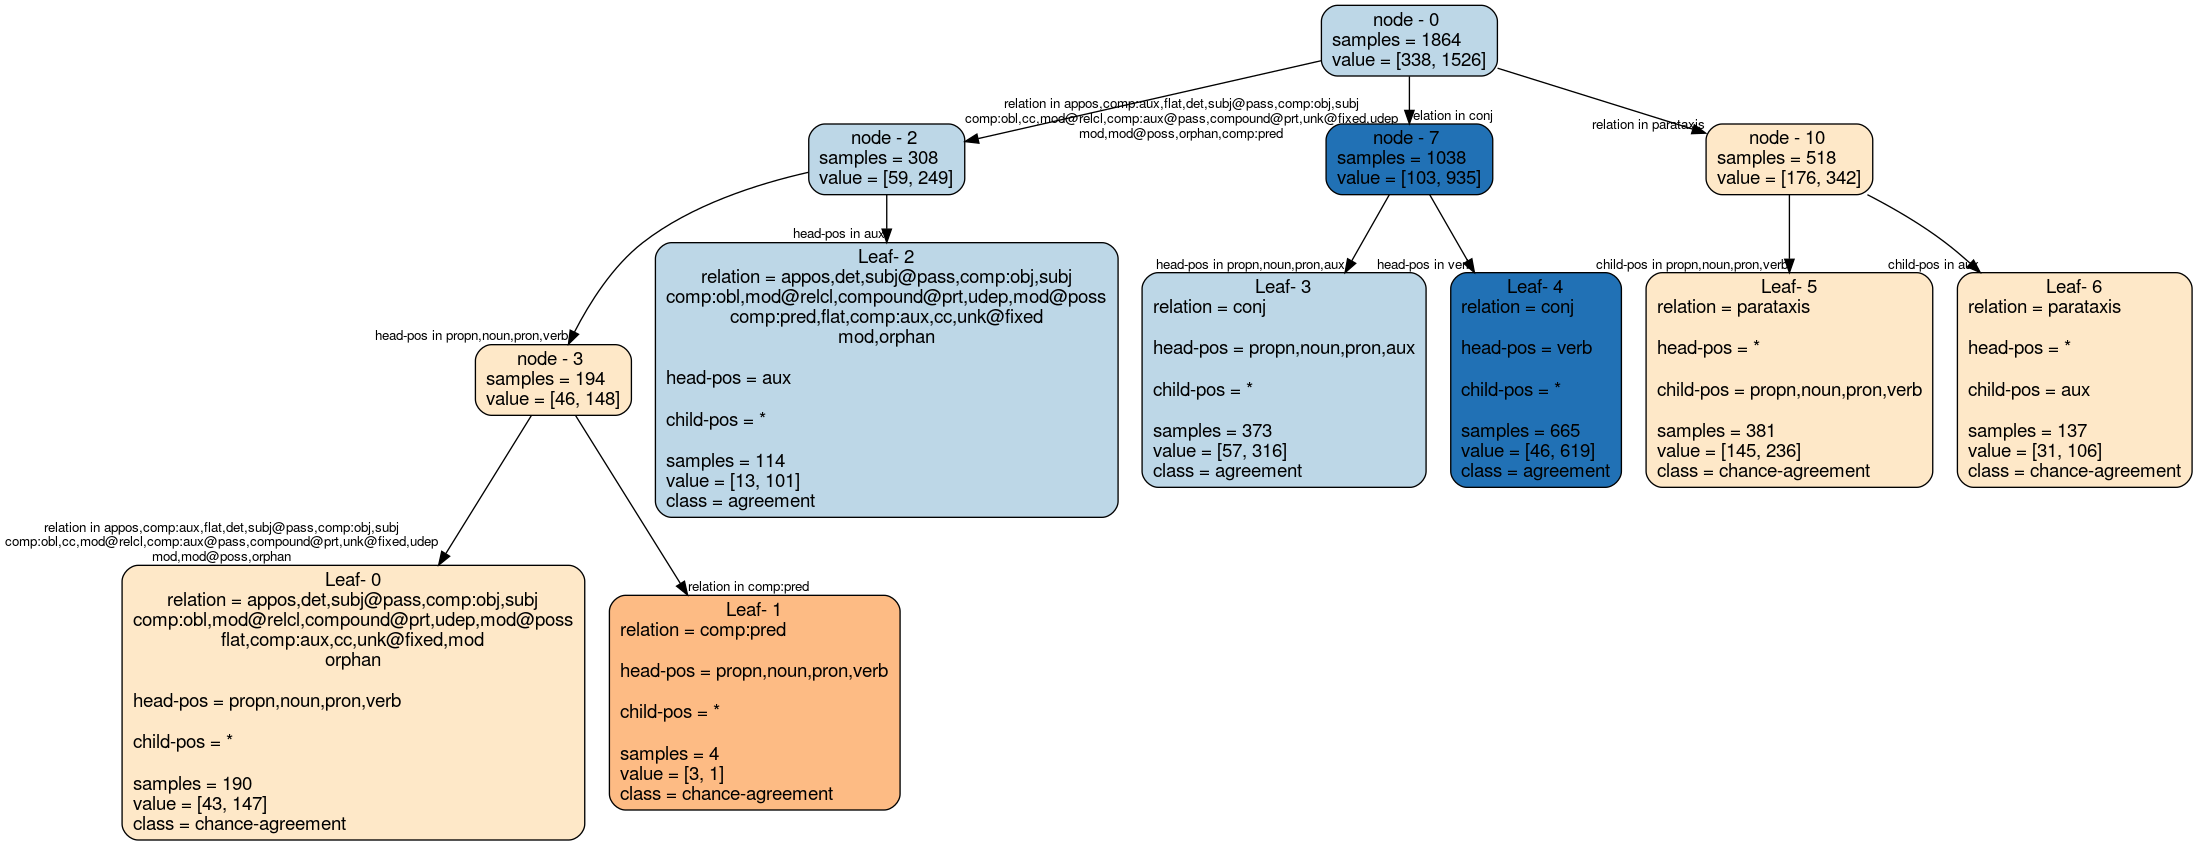 node - 0
samples = 1864
value = [338, 1526]
relation in appos,comp:aux,flat,det,subj@pass,comp:obj,subj
comp:obl,cc,mod@relcl,comp:aux@pass,compound@prt,unk@fixed,udep
mod,mod@poss,orphan,comp:pred
relation in conj
relation in parataxis
node - 2
samples = 308
value = [59, 249]
node - 7
samples = 1038
value = [103, 935]
node - 10
samples = 518
value = [176, 342]
head-pos in propn,noun,pron,verb
head-pos in aux
head-pos in propn,noun,pron,aux
head-pos in verb
child-pos in propn,noun,pron,verb
child-pos in aux
node - 3
samples = 194
value = [46, 148]
Leaf- 2
relation = appos,det,subj@pass,comp:obj,subj
comp:obl,mod@relcl,compound@prt,udep,mod@poss
comp:pred,flat,comp:aux,cc,unk@fixed
mod,orphan
head-pos = aux
child-pos = *
samples = 114
value = [13, 101]
class = agreement
Leaf- 3
relation = conj
head-pos = propn,noun,pron,aux
child-pos = *
samples = 373
value = [57, 316]
class = agreement
Leaf- 4
relation = conj
head-pos = verb
child-pos = *
samples = 665
value = [46, 619]
class = agreement
Leaf- 5
relation = parataxis
head-pos = *
child-pos = propn,noun,pron,verb
samples = 381
value = [145, 236]
class = chance-agreement
Leaf- 6
relation = parataxis
head-pos = *
child-pos = aux
samples = 137
value = [31, 106]
class = chance-agreement
relation in appos,comp:aux,flat,det,subj@pass,comp:obj,subj
comp:obl,cc,mod@relcl,comp:aux@pass,compound@prt,unk@fixed,udep
mod,mod@poss,orphan
relation in comp:pred
Leaf- 0
relation = appos,det,subj@pass,comp:obj,subj
comp:obl,mod@relcl,compound@prt,udep,mod@poss
flat,comp:aux,cc,unk@fixed,mod
orphan
head-pos = propn,noun,pron,verb
child-pos = *
samples = 190
value = [43, 147]
class = chance-agreement
Leaf- 1
relation = comp:pred
head-pos = propn,noun,pron,verb
child-pos = *
samples = 4
value = [3, 1]
class = chance-agreement